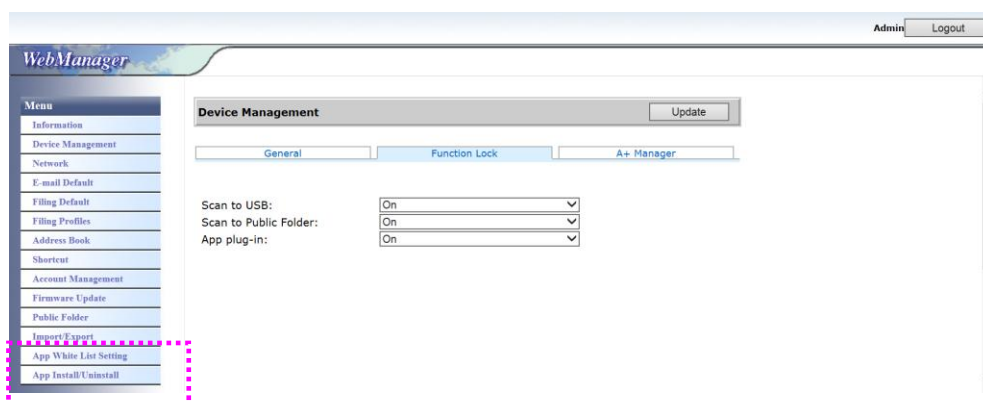 Admin Logout
WebManager
Menu
Information
Device Management
Network
E-mail Default
Filing Default
Filing Profiles
Address Book
Shortcut
Account Management
Firmware Update
Public Folder
Import/Export
App White List Setting
App Install/Uninstall
Device Management Update
General Function Lock A+ Manager
Scan to USB: On
Scan to Public Folder: On
App plug-in: On